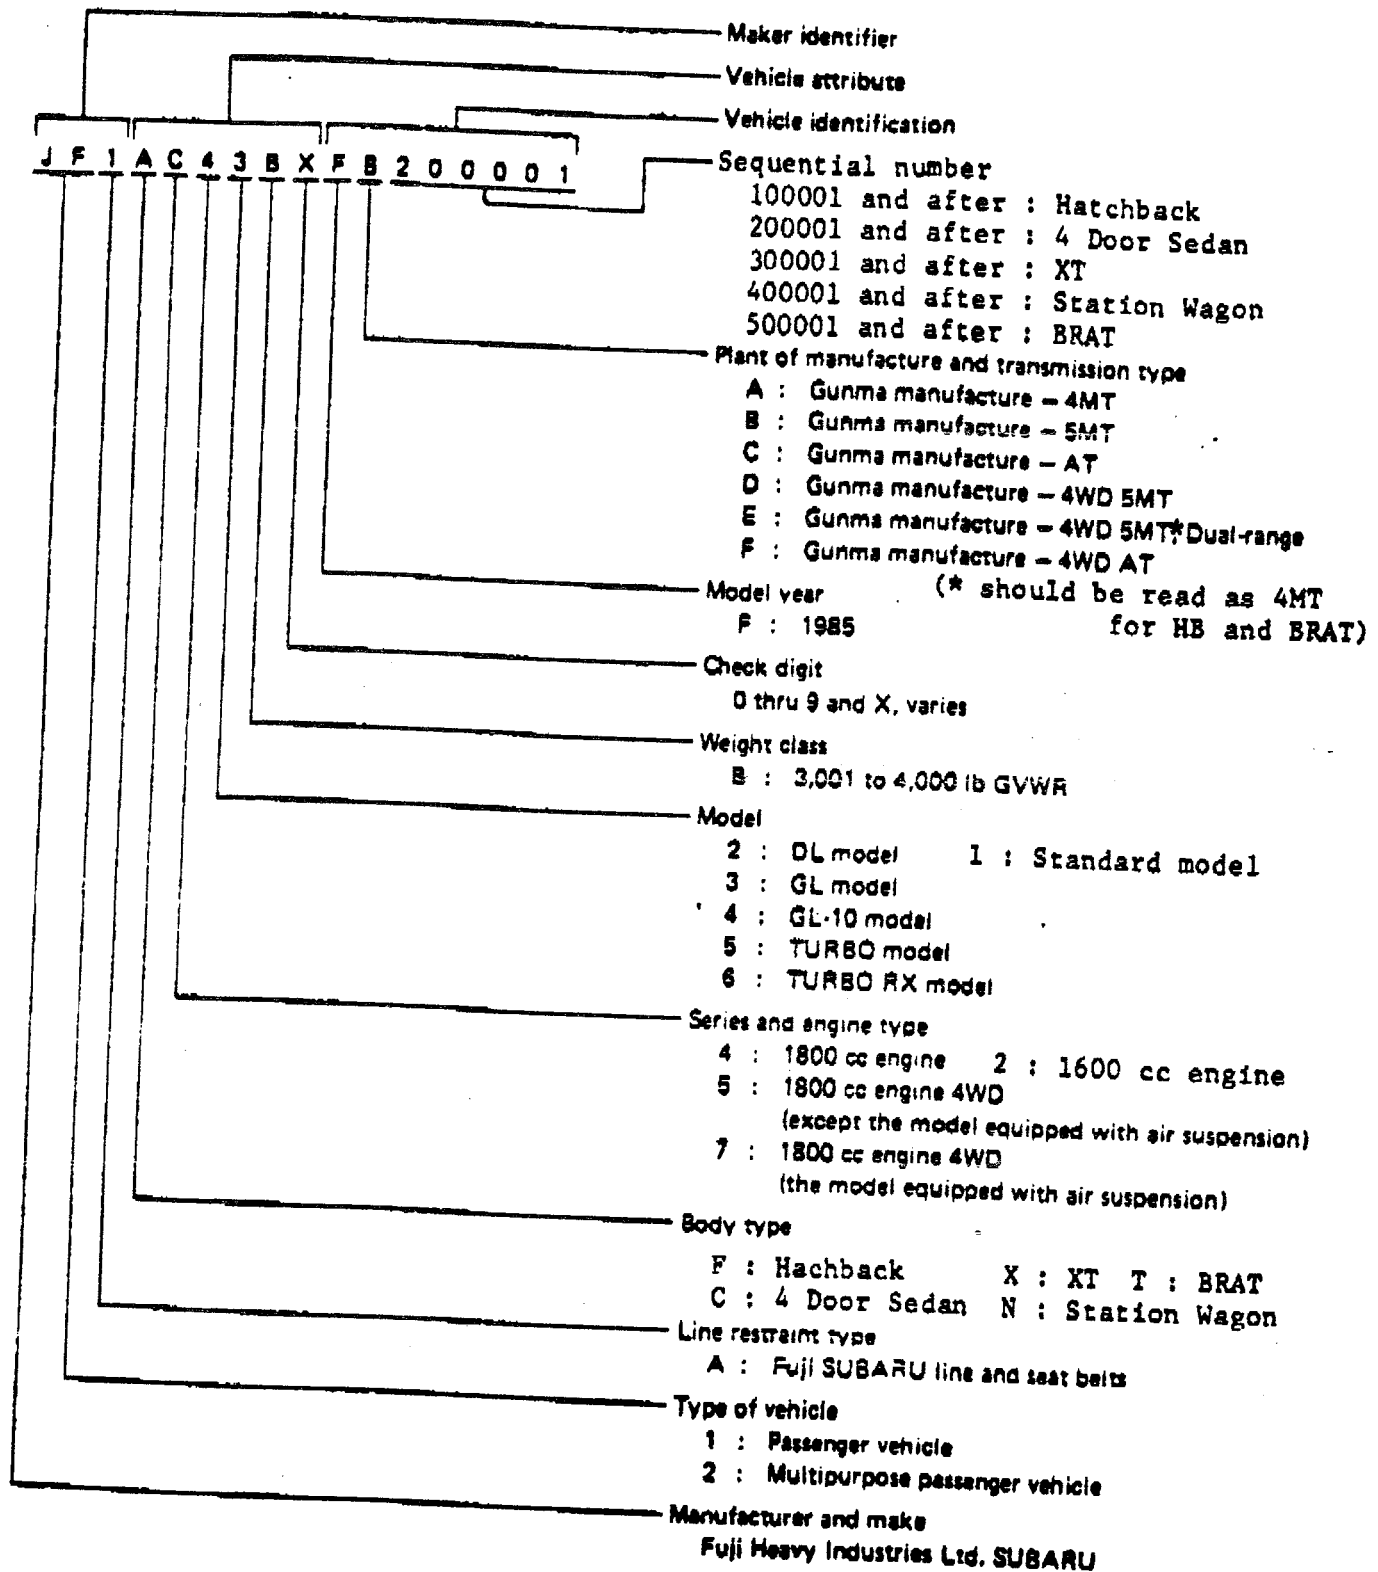 Maker identifier
Vehicle attribute
Vehicle identification
J F 1 A C 4 3 B X F B 2 0 0 0 0 1
Sequential number
100001 and after : Hatchback
200001 and after : 4 Door Sedan
300001 and after : XT
400001 and after : Station Wagon
500001 and after : BRAT
Plant of manufacture and transmission type
A : Gunma manufacture – 4MT
B : Gunma manufacture – 5MT
C : Gunma manufacture – AT
D : Gunma manufacture – 4WD 5MT
E : Gunma manufacture – 4WD 5MT*, Dual-range
F : Gunma manufacture – 4WD AT
(* should be read as 4MT
for HB and BRAT)
Model year
F : 1985
Check digit
0 thru 9 and X, varies
Weight class
B : 3,001 to 4,000 lb GVWR
Model
2 : DL model 1 : Standard model
3 : GL model
4 : GL-10 model
5 : TURBO model
6 : TURBO RX model
Series and engine type
4 : 1800 cc engine 2 : 1600 cc engine
5 : 1800 cc engine 4WD
(except the model equipped with air suspension)
7 : 1800 cc engine 4WD
(the model equipped with air suspension)
Body type
F : Hachback X : XT T : BRAT
C : 4 Door Sedan N : Station Wagon
Line restraint type
A : Fuji SUBARU line and seat belts
Type of vehicle
1 : Passenger vehicle
2 : Multipurpose passenger vehicle
Manufacturer and make
Fuji Heavy Industries Ltd. SUBARU